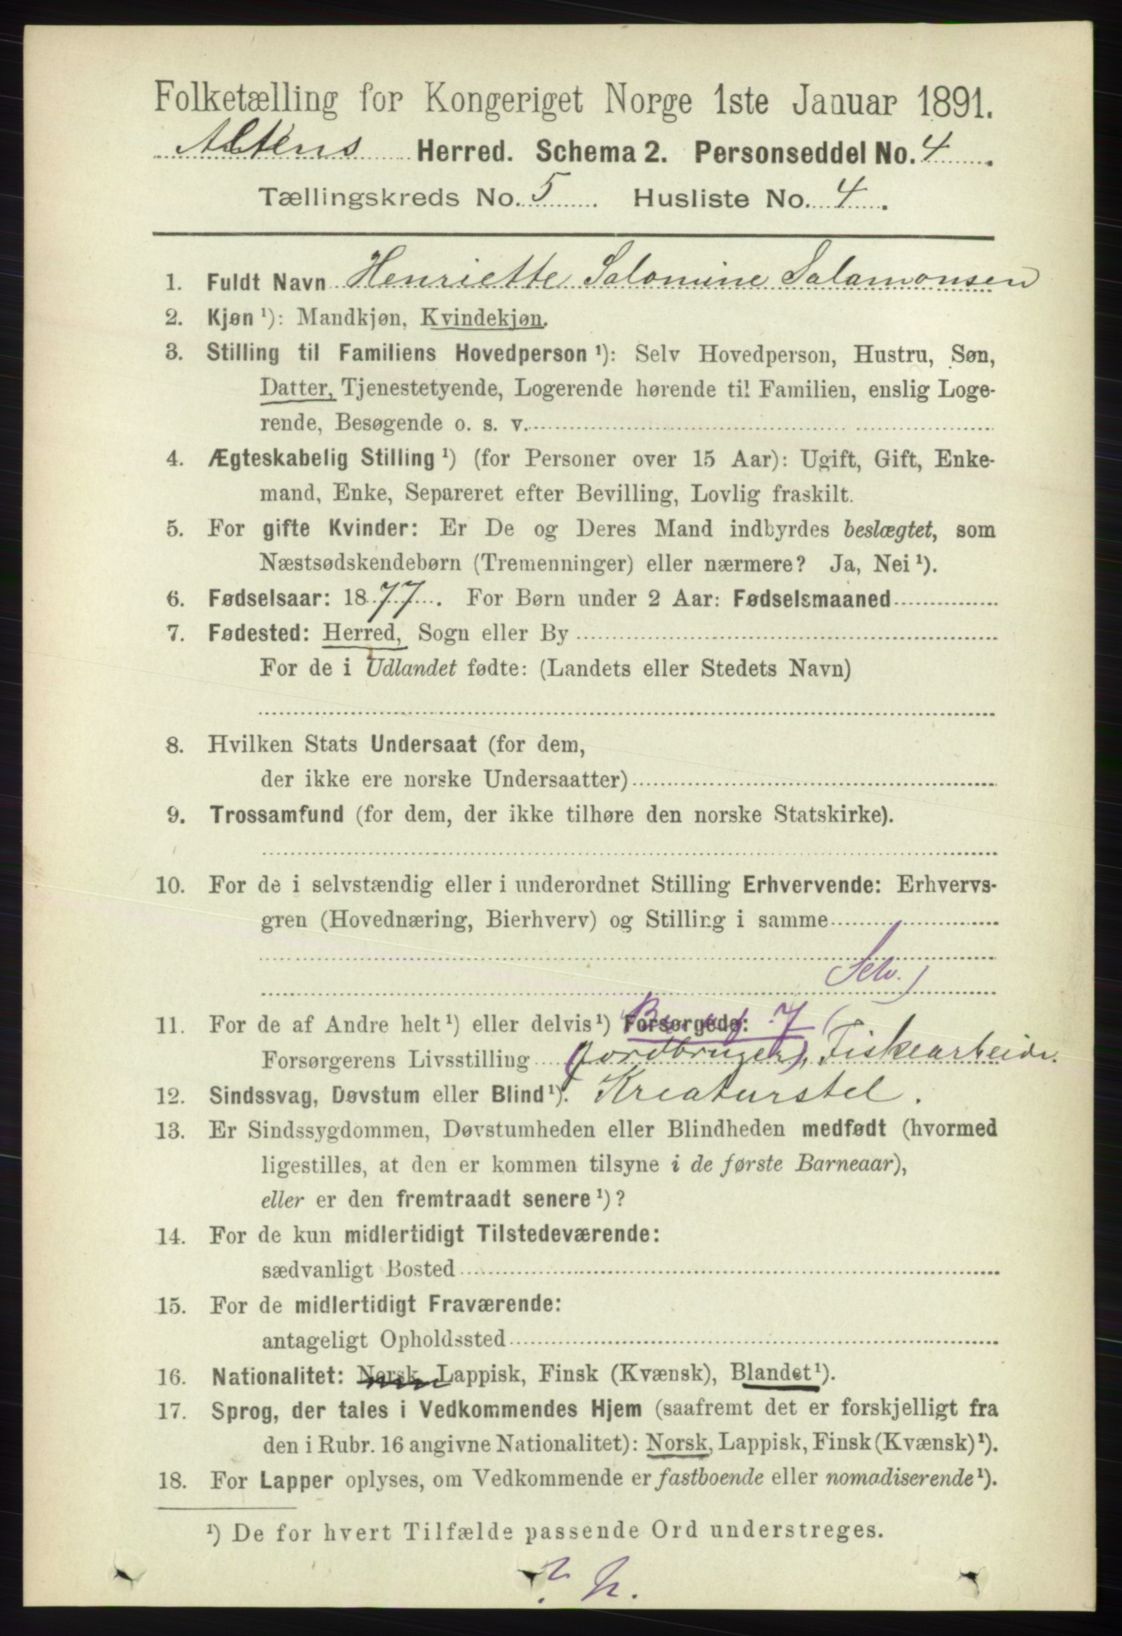 Folketælling for Kongeriget Norge 1ste Januar 1891.
Altens Herred. Schema 2. Personseddel No. 4.
Tællingskreds No. 5. Husliste No. 4.
1. Fuldt Navn Henriette Salomine Salamonsen
2. Kjøn ¹): Mandkjøn, Kvindekjøn.
3. Stilling til Familiens Hovedperson ¹): Selv Hovedperson, Hustru, Søn,
Datter, Tjenestetyende, Logerende hørende til Familien, enslig Loge-
rende, Besøgende o. s. v.
4. Ægteskabelig Stilling ¹) (for Personer over 15 Aar): Ugift, Gift, Enke-
mand, Enke, Separeret efter Bevilling, Lovlig fraskilt.
5. For gifte Kvinder: Er De og Deres Mand indbyrdes beslægtet, som
Næstsødskendebørn (Tremenninger) eller nærmere? Ja, Nei ¹).
6. Fødselsaar: 1877. For Børn under 2 Aar: Fødselsmaaned
7. Fødested: Herred, Sogn eller By
For de i Udlandet fødte: (Landets eller Stedets Navn)
8. Hvilken Stats Undersaat (for dem,
der ikke ere norske Undersaatter)
9. Trossamfund (for dem, der ikke tilhøre den norske Statskirke).
10. For de i selvstændig eller i underordnet Stilling Erhvervende: Erhvervs-
gren (Hovednæring, Bierhverv) og Stilling i samme
Selv.)
11. For de af Andre helt ¹) eller delvis ¹) Forsørgede: 7 (
Forsørgerens Livsstilling (Jordbruger), Fiskearbeide.
12. Sindssvag, Døvstum eller Blind ¹). Kreaturstel.
13. Er Sindssygdommen, Døvstumheden eller Blindheden medfødt (hvormed
ligestilles, at den er kommen tilsyne i de første Barneaar),
eller er den fremtraadt senere ¹)?
14. For de kun midlertidigt Tilstedeværende:
sædvanligt Bosted
15. For de midlertidigt Fraværende:
antageligt Opholdssted
16. Nationalitet: Norsk, Lappisk, Finsk (Kvænsk), Blandet ¹).
17. Sprog, der tales i Vedkommendes Hjem (saafremt det er forskjelligt fra
den i Rubr. 16 angivne Nationalitet): Norsk, Lappisk, Finsk (Kvænsk) ¹).
18. For Lapper oplyses, om Vedkommende er fastboende eller nomadiserende ¹).
¹) De for hvert Tilfælde passende Ord understreges.